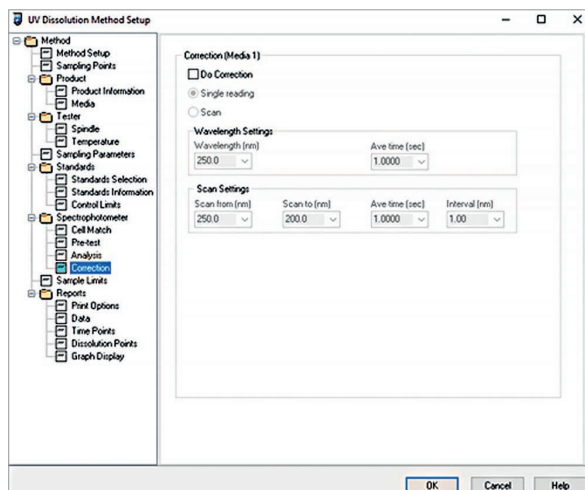 UV Dissolution Method Setup
Method
Method Setup
Sampling Points
Product
Product Information
Media
Tester
Spindle
Temperature
Sampling Parameters
Standards
Standards Selection
Standards Information
Control Limits
Spectrophotometer
Cell Match
Pre-test
Analysis
Correction
Sample Limits
Reports
Print Options
Data
Time Points
Dissolution Points
Graph Display
Correction (Media 1)
Do Correction
Single reading
Scan
Wavelength Settings
Wavelength (nm) Ave time (sec)
250.0 1.0000
Scan Settings
Scan from (nm) Scan to (nm) Ave time (sec) Interval (nm)
250.0 200.0 1.0000 1.00
OK Cancel Help